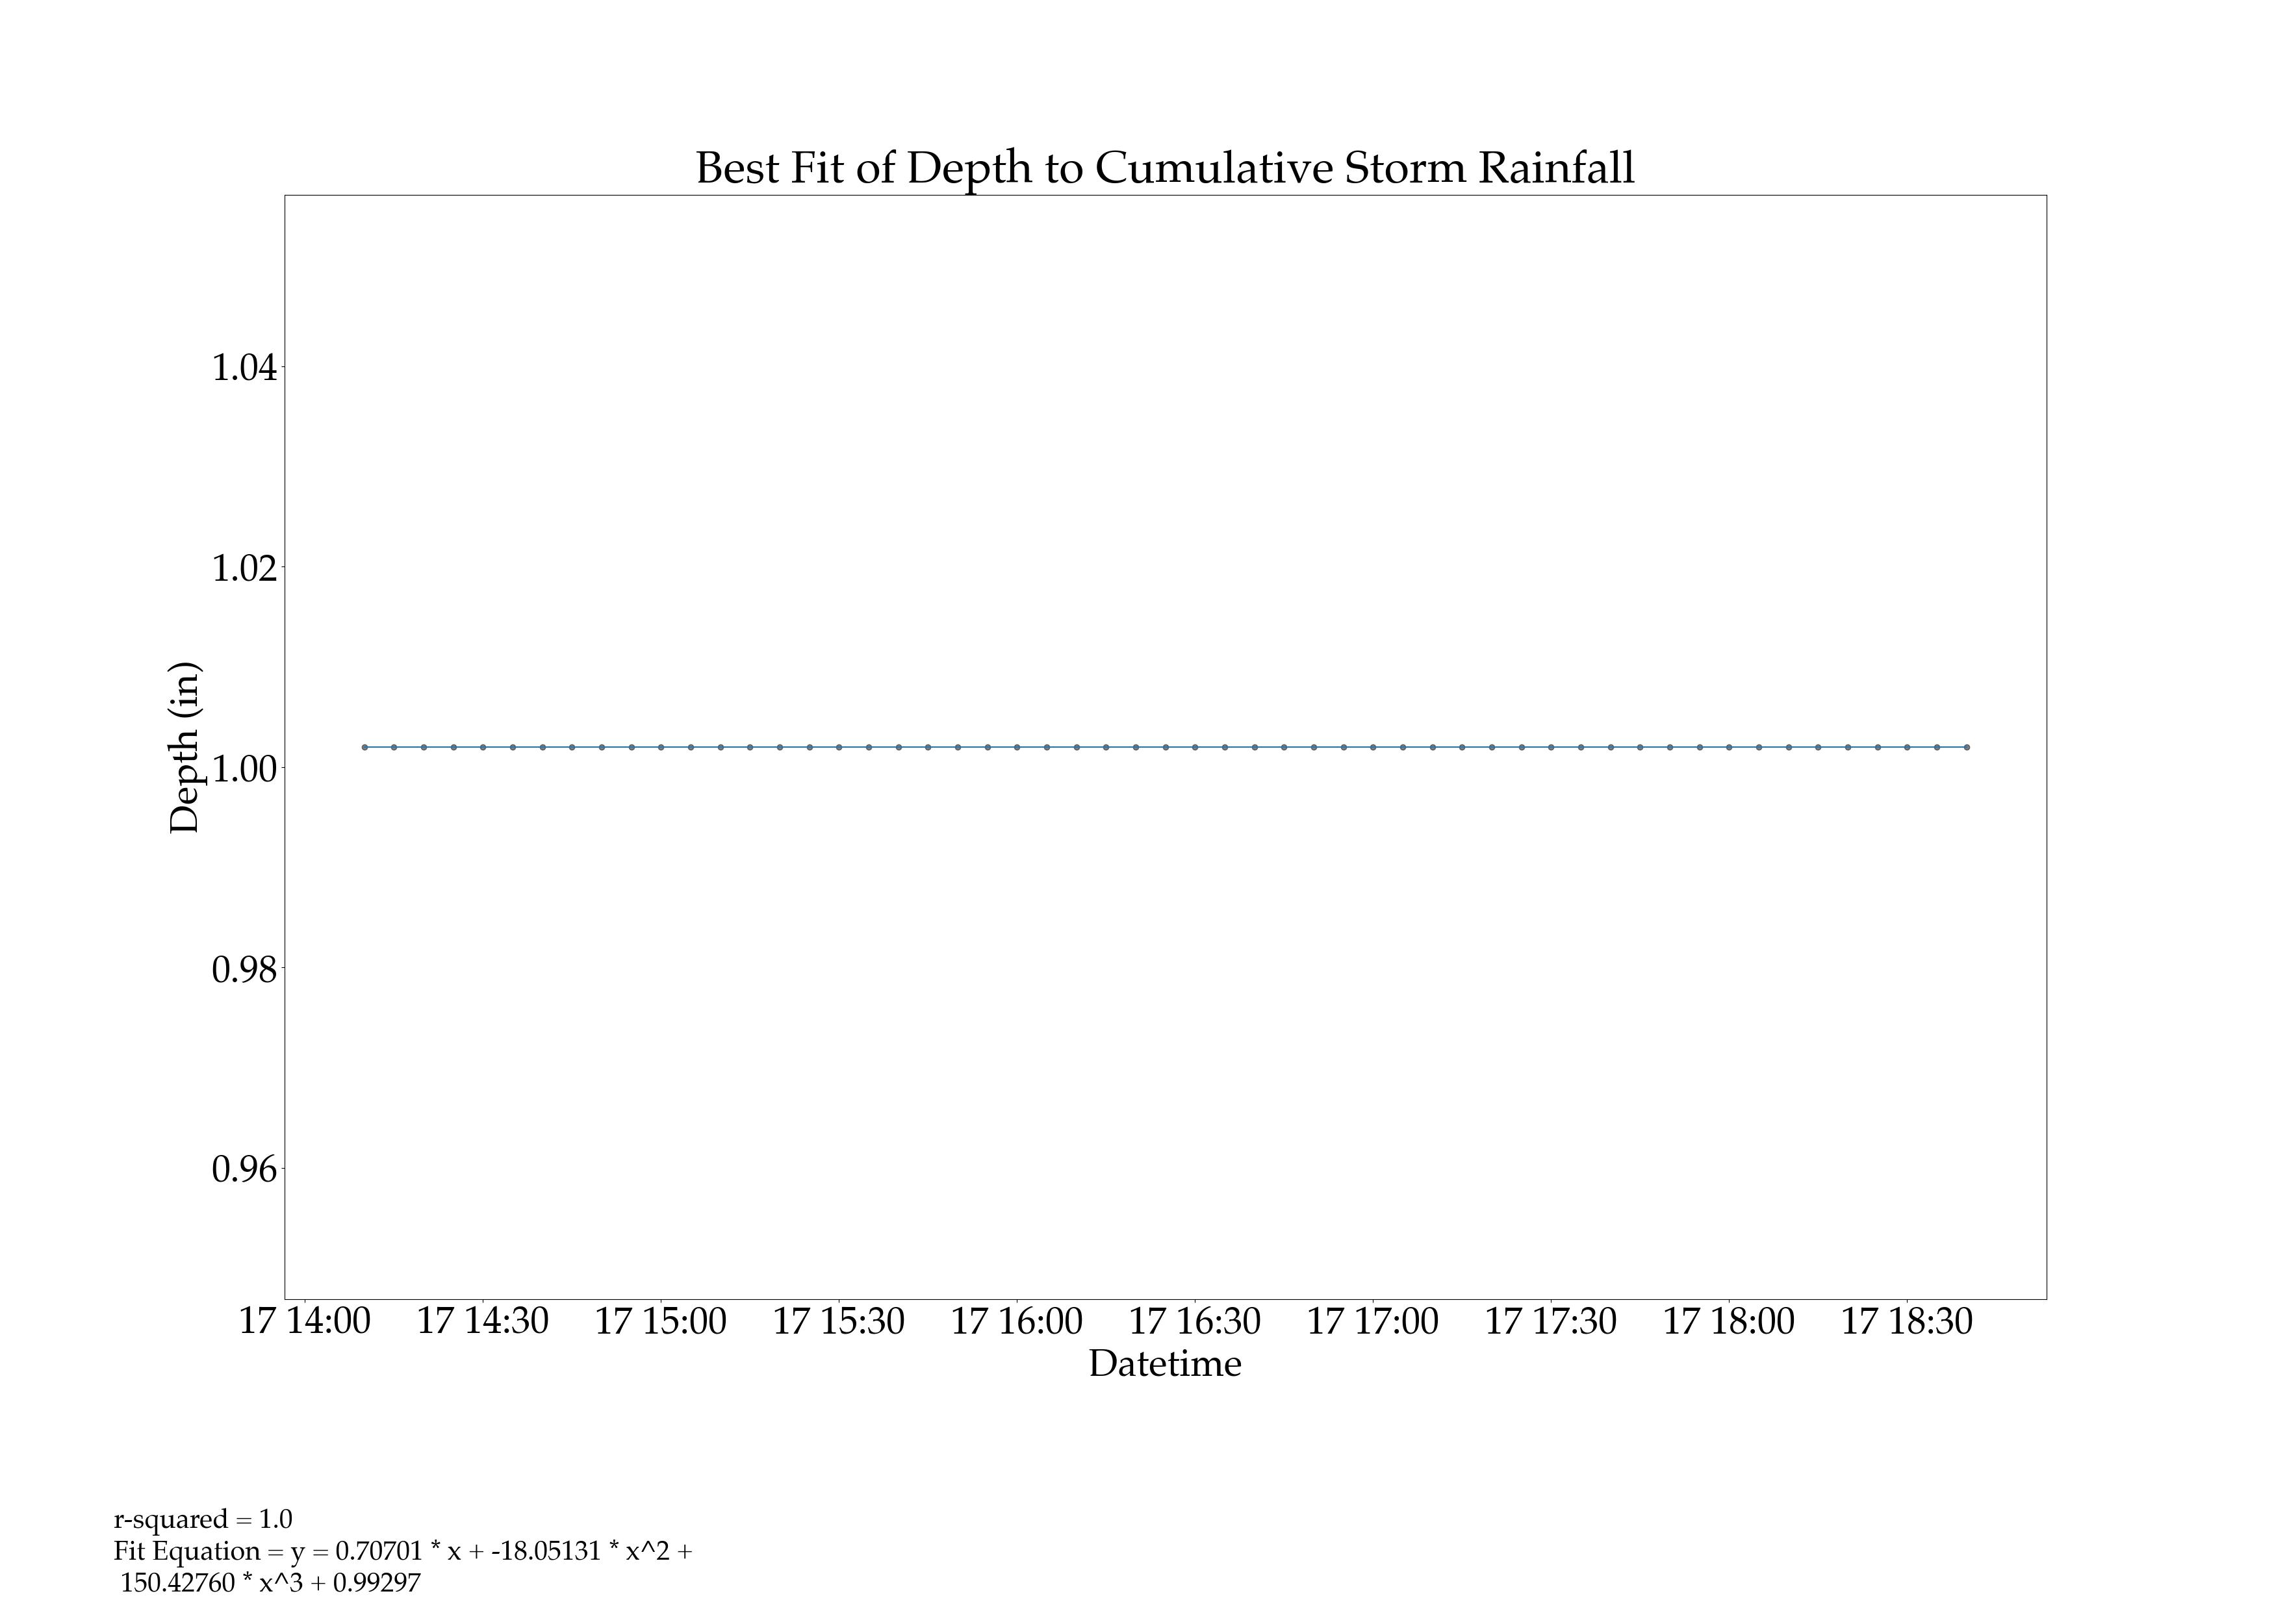 Best Fit of Depth to Cumulative Storm Rainfall
1.04
1.02
1.00
0.98
0.96
Depth (in)
17 14:00 17 14:30 17 15:00 17 15:30 17 16:00 17 16:30 17 17:00 17 17:30 17 18:00 17 18:30
Datetime
r-squared = 1.0
Fit Equation = y = 0.70701 * x + -18.05131 * x^2 +
150.42760 * x^3 + 0.99297